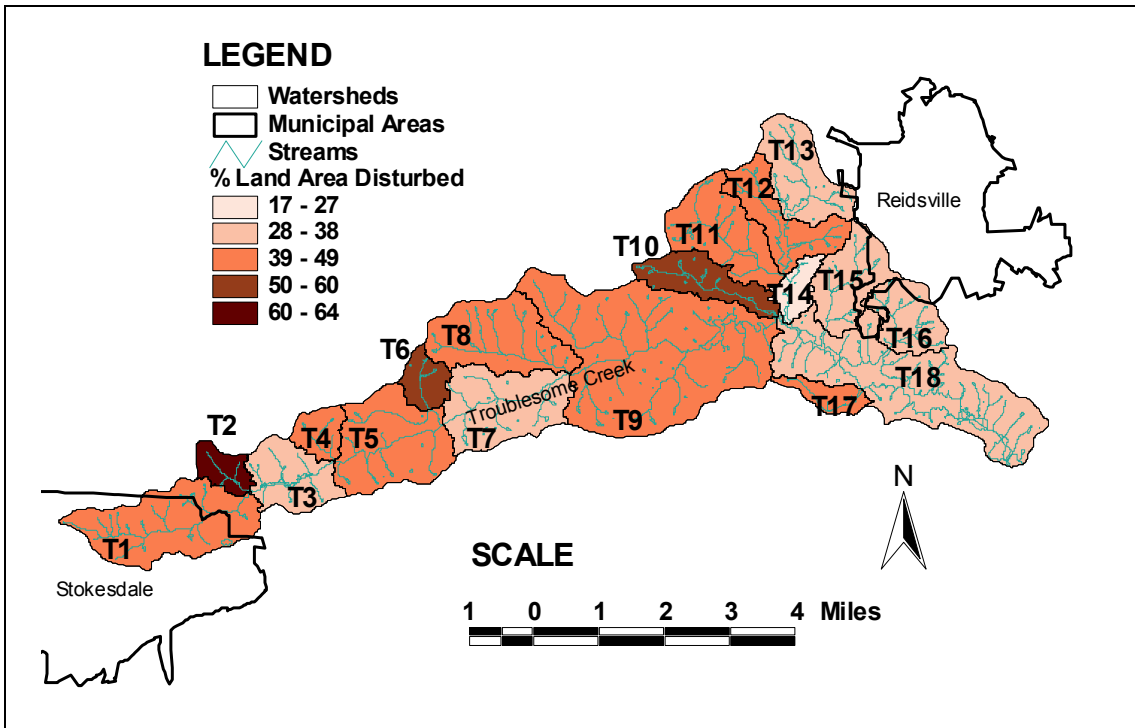 LEGEND
Watersheds
Municipal Areas
Streams
% Land Area Disturbed
17 - 27
28 - 38
39 - 49
50 - 60
60 - 64
T13
T12
Reidsville
T11
T10
T15
T14
T16
T8
T6
T18
Troublesome Creek
T17
T9
T7
T2
T4
T5
T3
N
T1
SCALE
Stokesdale
1 0 1 2 3 4 Miles